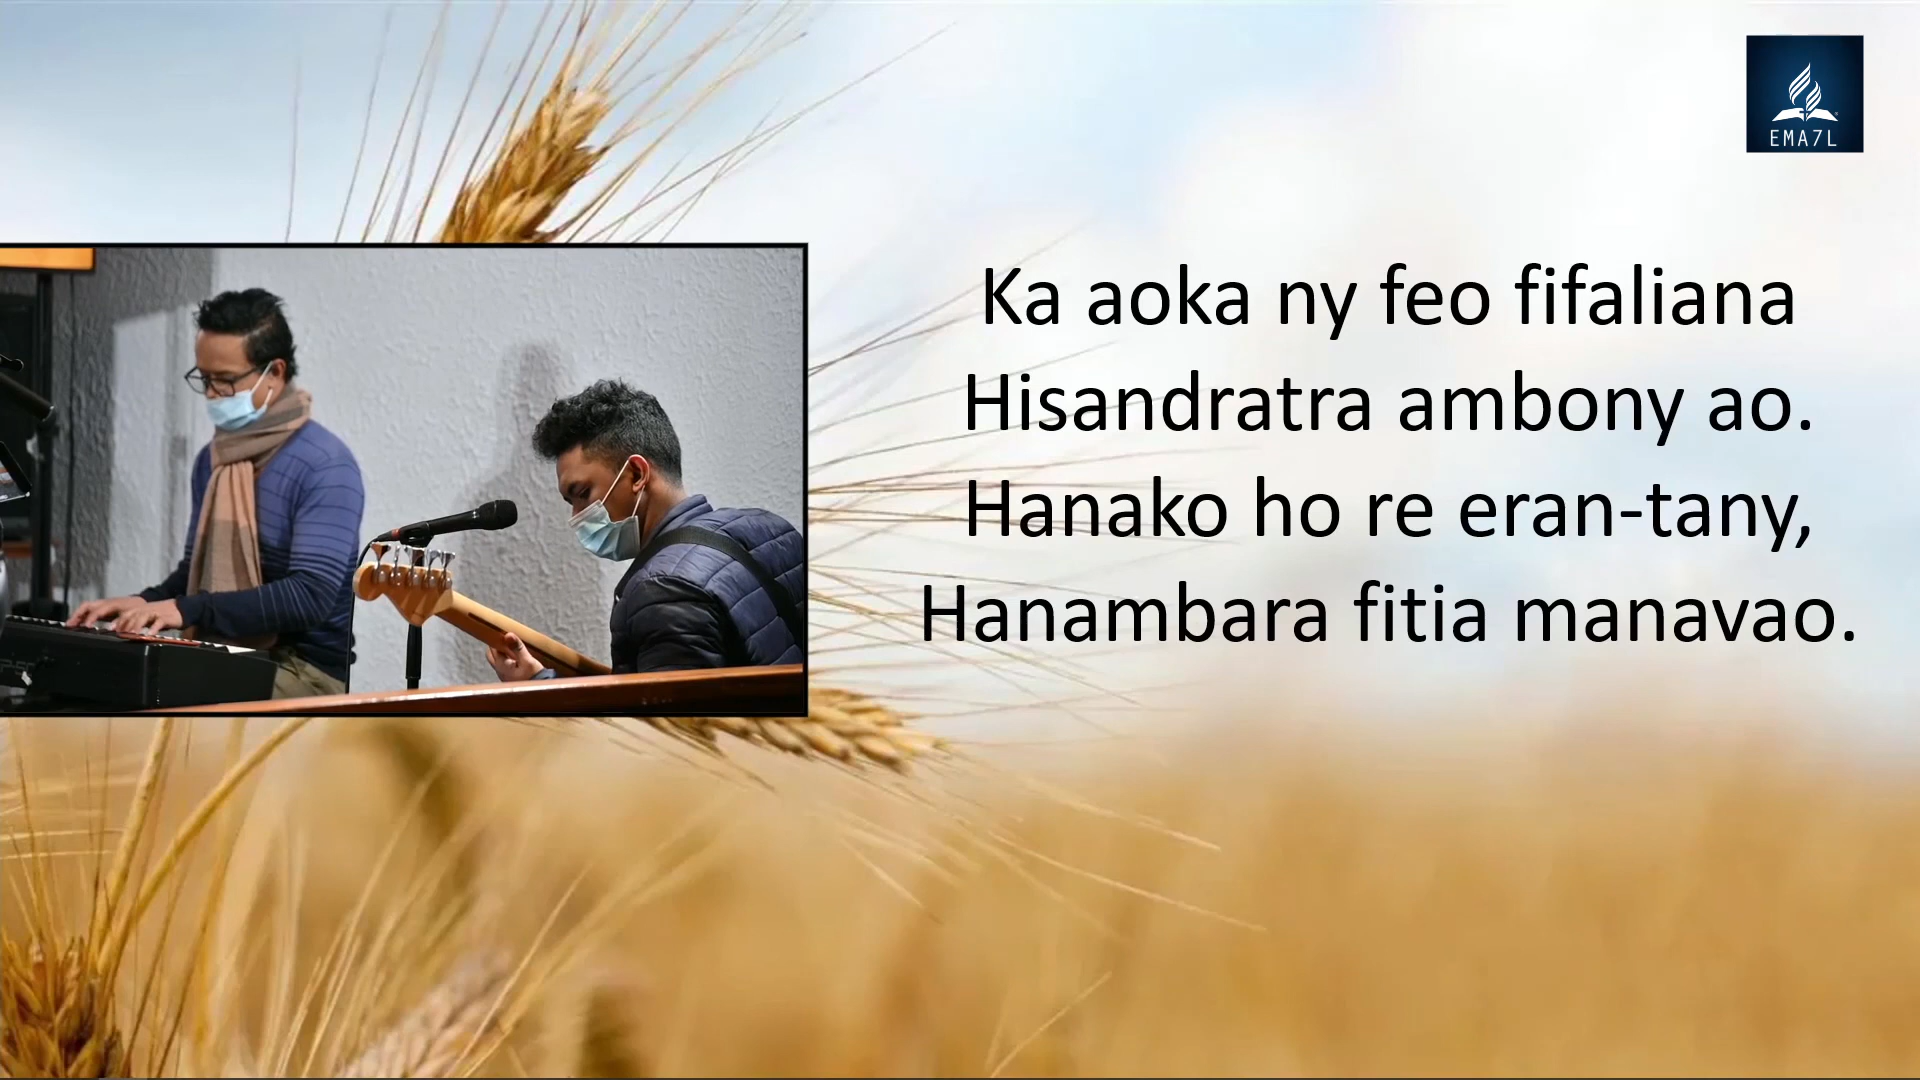 EMA7L
Ka aoka ny feo fifaliana
Hisandratra ambony ao.
Hanako ho re eran-tany,
Hanambara fitia manavao.